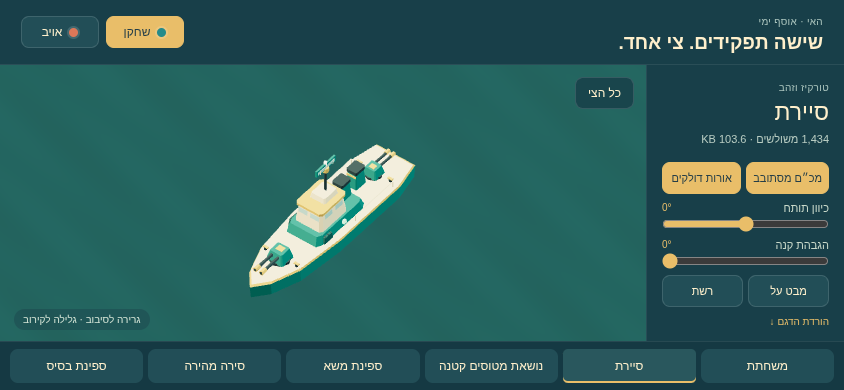 האי · אוסף ימי
שישה תפקידים. צי אחד.
שחקן
אויב
טורקיז וזהב
סיירת
1,434 משולשים · 103.6 KB
מכ״ם מסתובב
אורות דולקים
כיוון תותח
0°
הגבהת קנה
0°
מבט על
רשת
הורדת הדגם ↓
כל הצי
גרירה לסיבוב · גלילה לקירוב
משחתת
סיירת
נושאת מטוסים קטנה
ספינת משא
סירה מהירה
ספינת בסיס